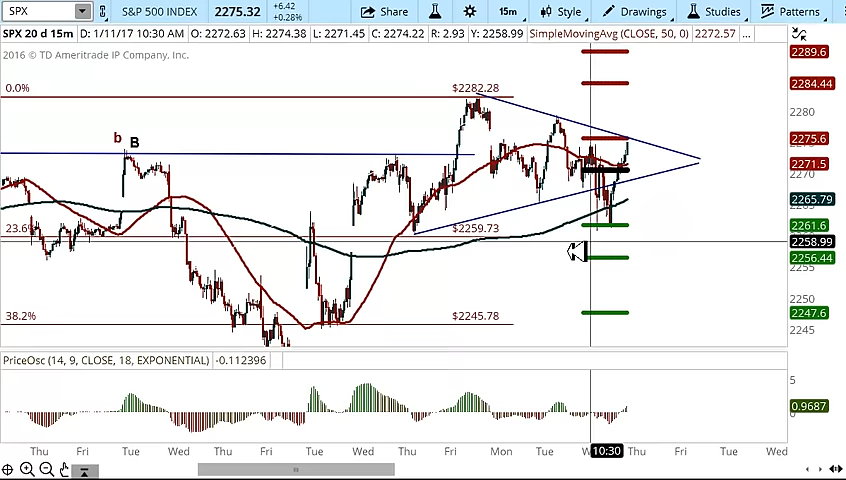 SPX S&P 500 INDEX 2275.32 +6.42 +0.28% Share 15m Style Drawings Studies Patterns
SPX 20 d 15m D: 1/11/17 10:30 AM O: 2272.63 H: 2274.38 L: 2271.45 C: 2274.22 R: 2.93 Y: 2258.99 SimpleMovingAvg (CLOSE, 50, 0) 2272.57 ...
2016 © TD Ameritrade IP Company, Inc.
2289.6
0.0% $2282.28 2284.44
2280
b B 2275.6
2271.5
2270
2265.79
23.6% $2259.73 2261.6
2258.99
2256.44
2255
2250
38.2% $2245.78 2247.6
2245
PriceOsc (14, 9, CLOSE, 18, EXPONENTIAL) -0.112396
5
0.9687
Thu Fri Tue Wed Thu Fri Tue Wed Thu Fri Mon Tue W 10:30 Thu Fri Tue Wed